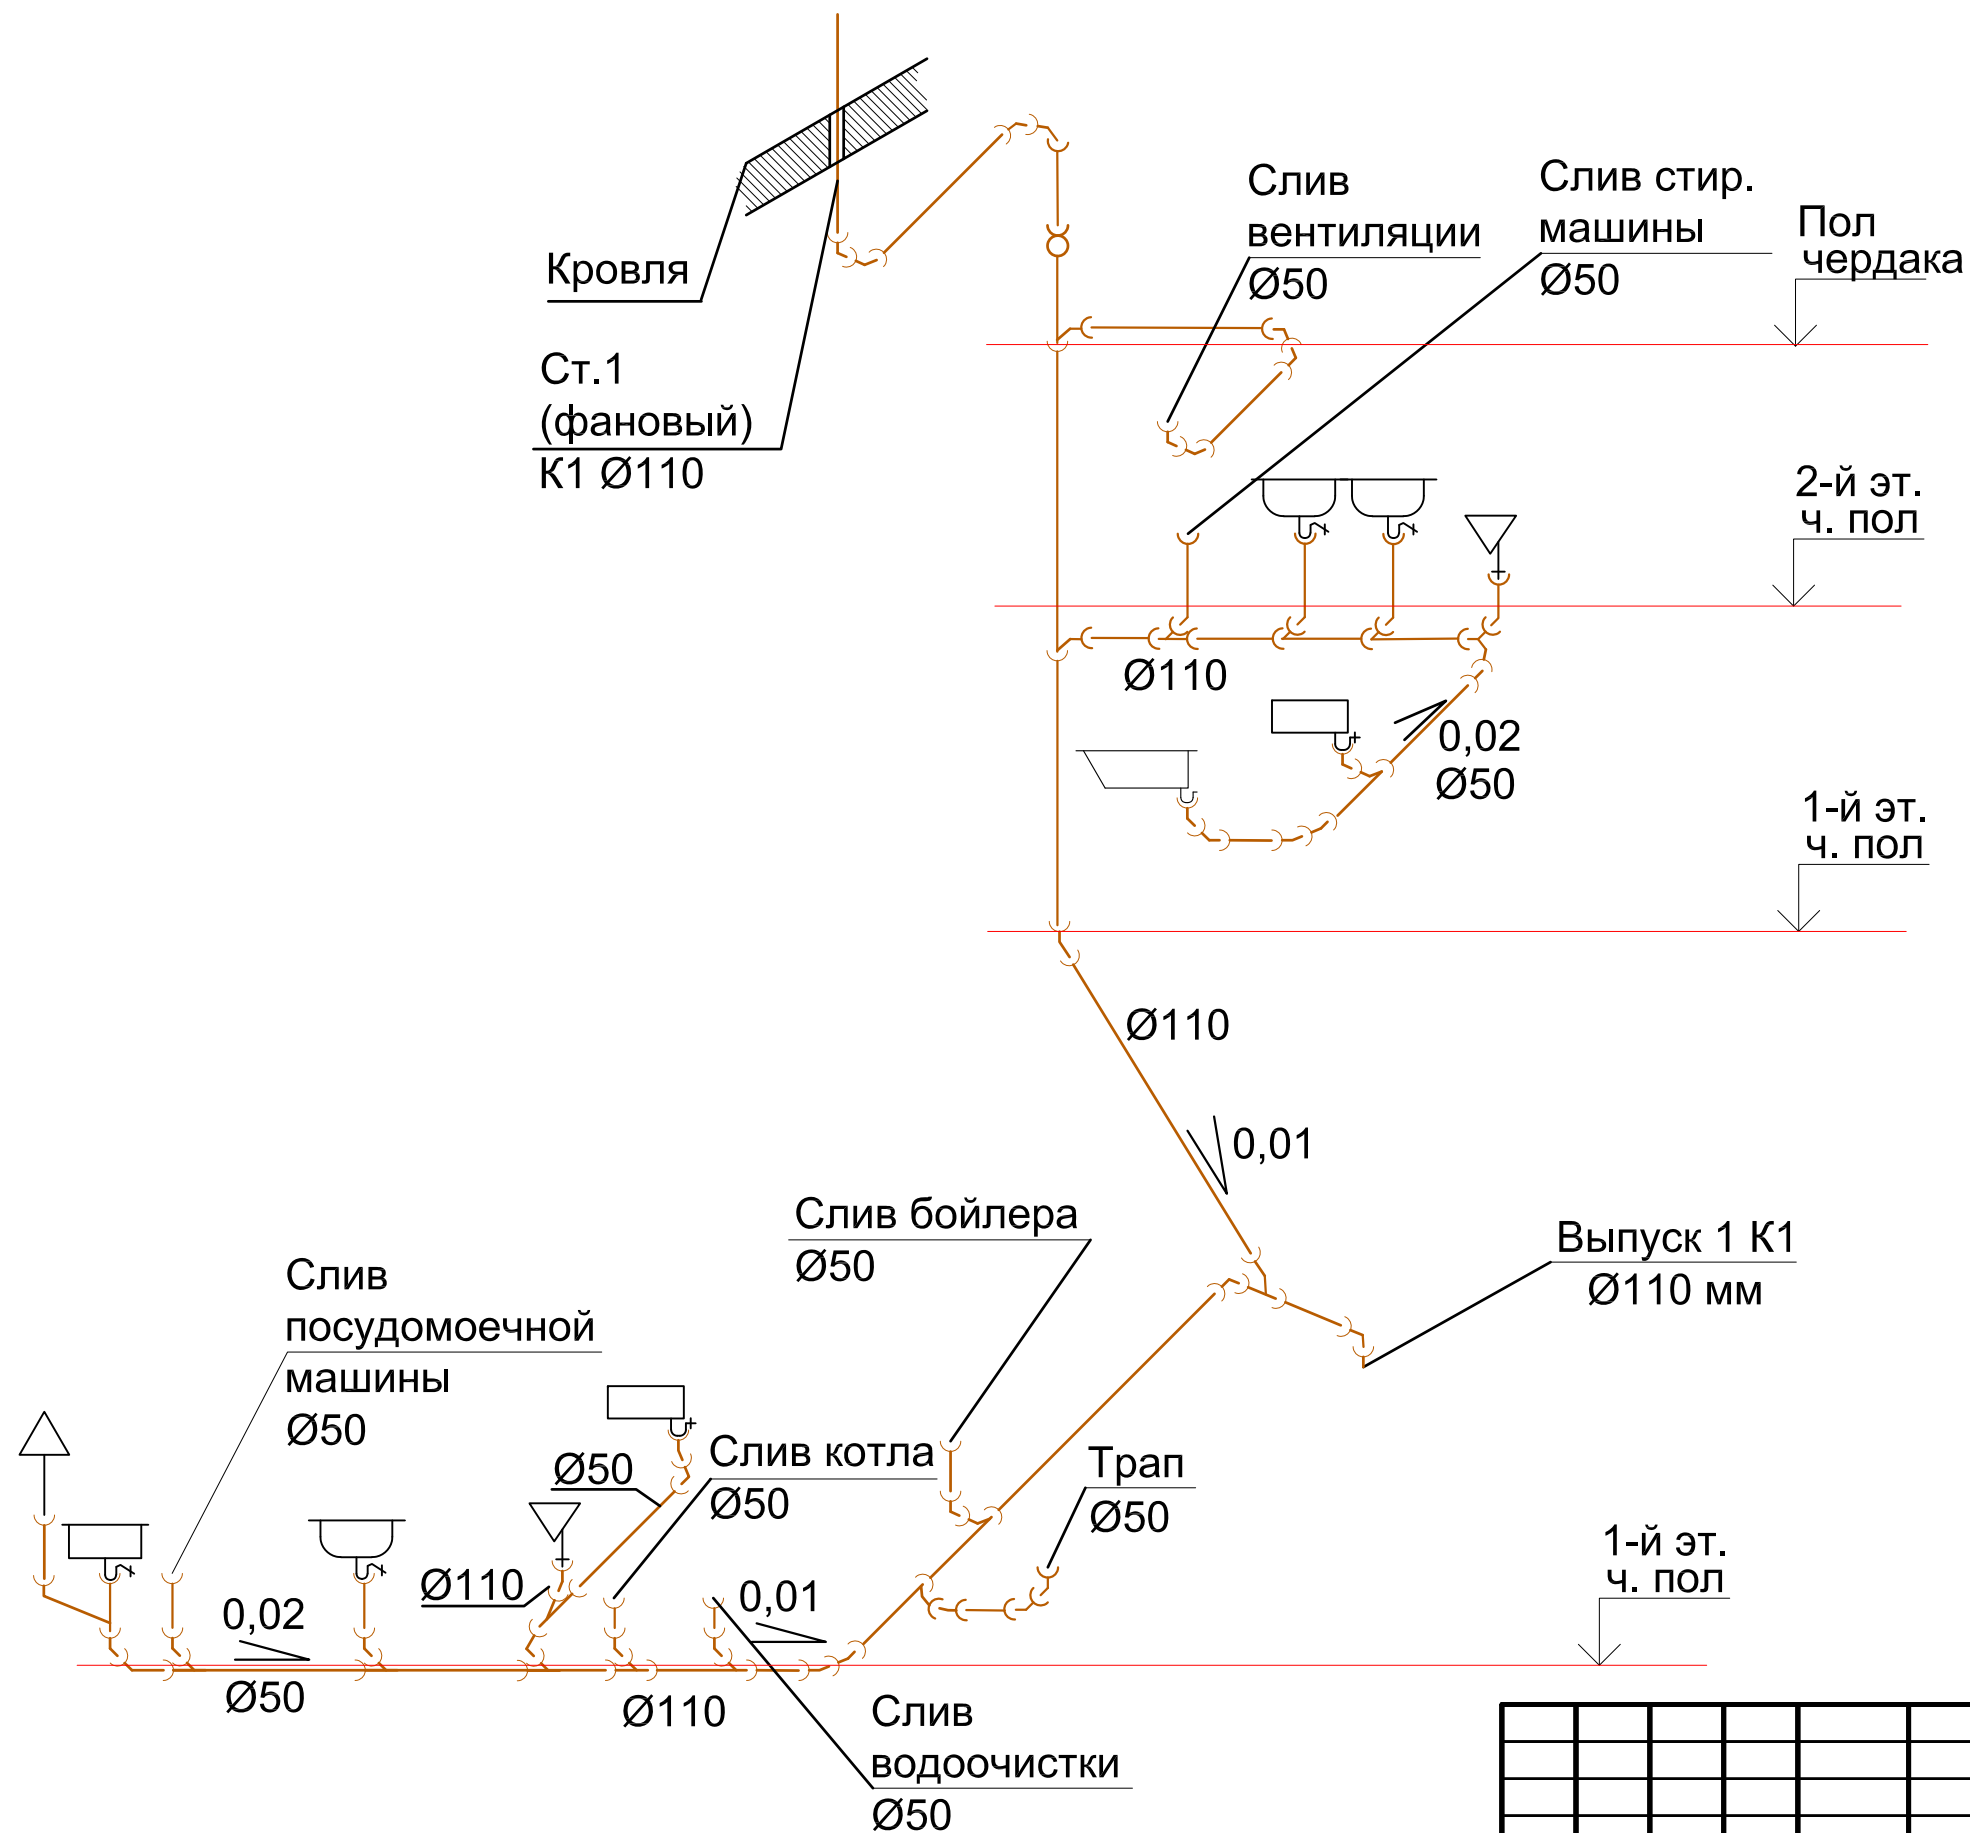 Кровля
Ст.1
(фановый)
К1 Ø110
Слив
вентиляции
Ø50
Слив стир.
машины
Ø50
Пол
чердака
2-й эт.
ч. пол
Ø110
0,02
Ø50
1-й эт.
ч. пол
Ø110
0,01
Слив бойлера
Ø50
Выпуск 1 К1
Ø110 мм
Слив
посудомоечной
машины
Ø50
Ø50
Слив котла
Ø50
Трап
Ø50
Ø110
0,02
Ø50
0,01
Ø110
Слив
водоочистки
Ø50
1-й эт.
ч. пол